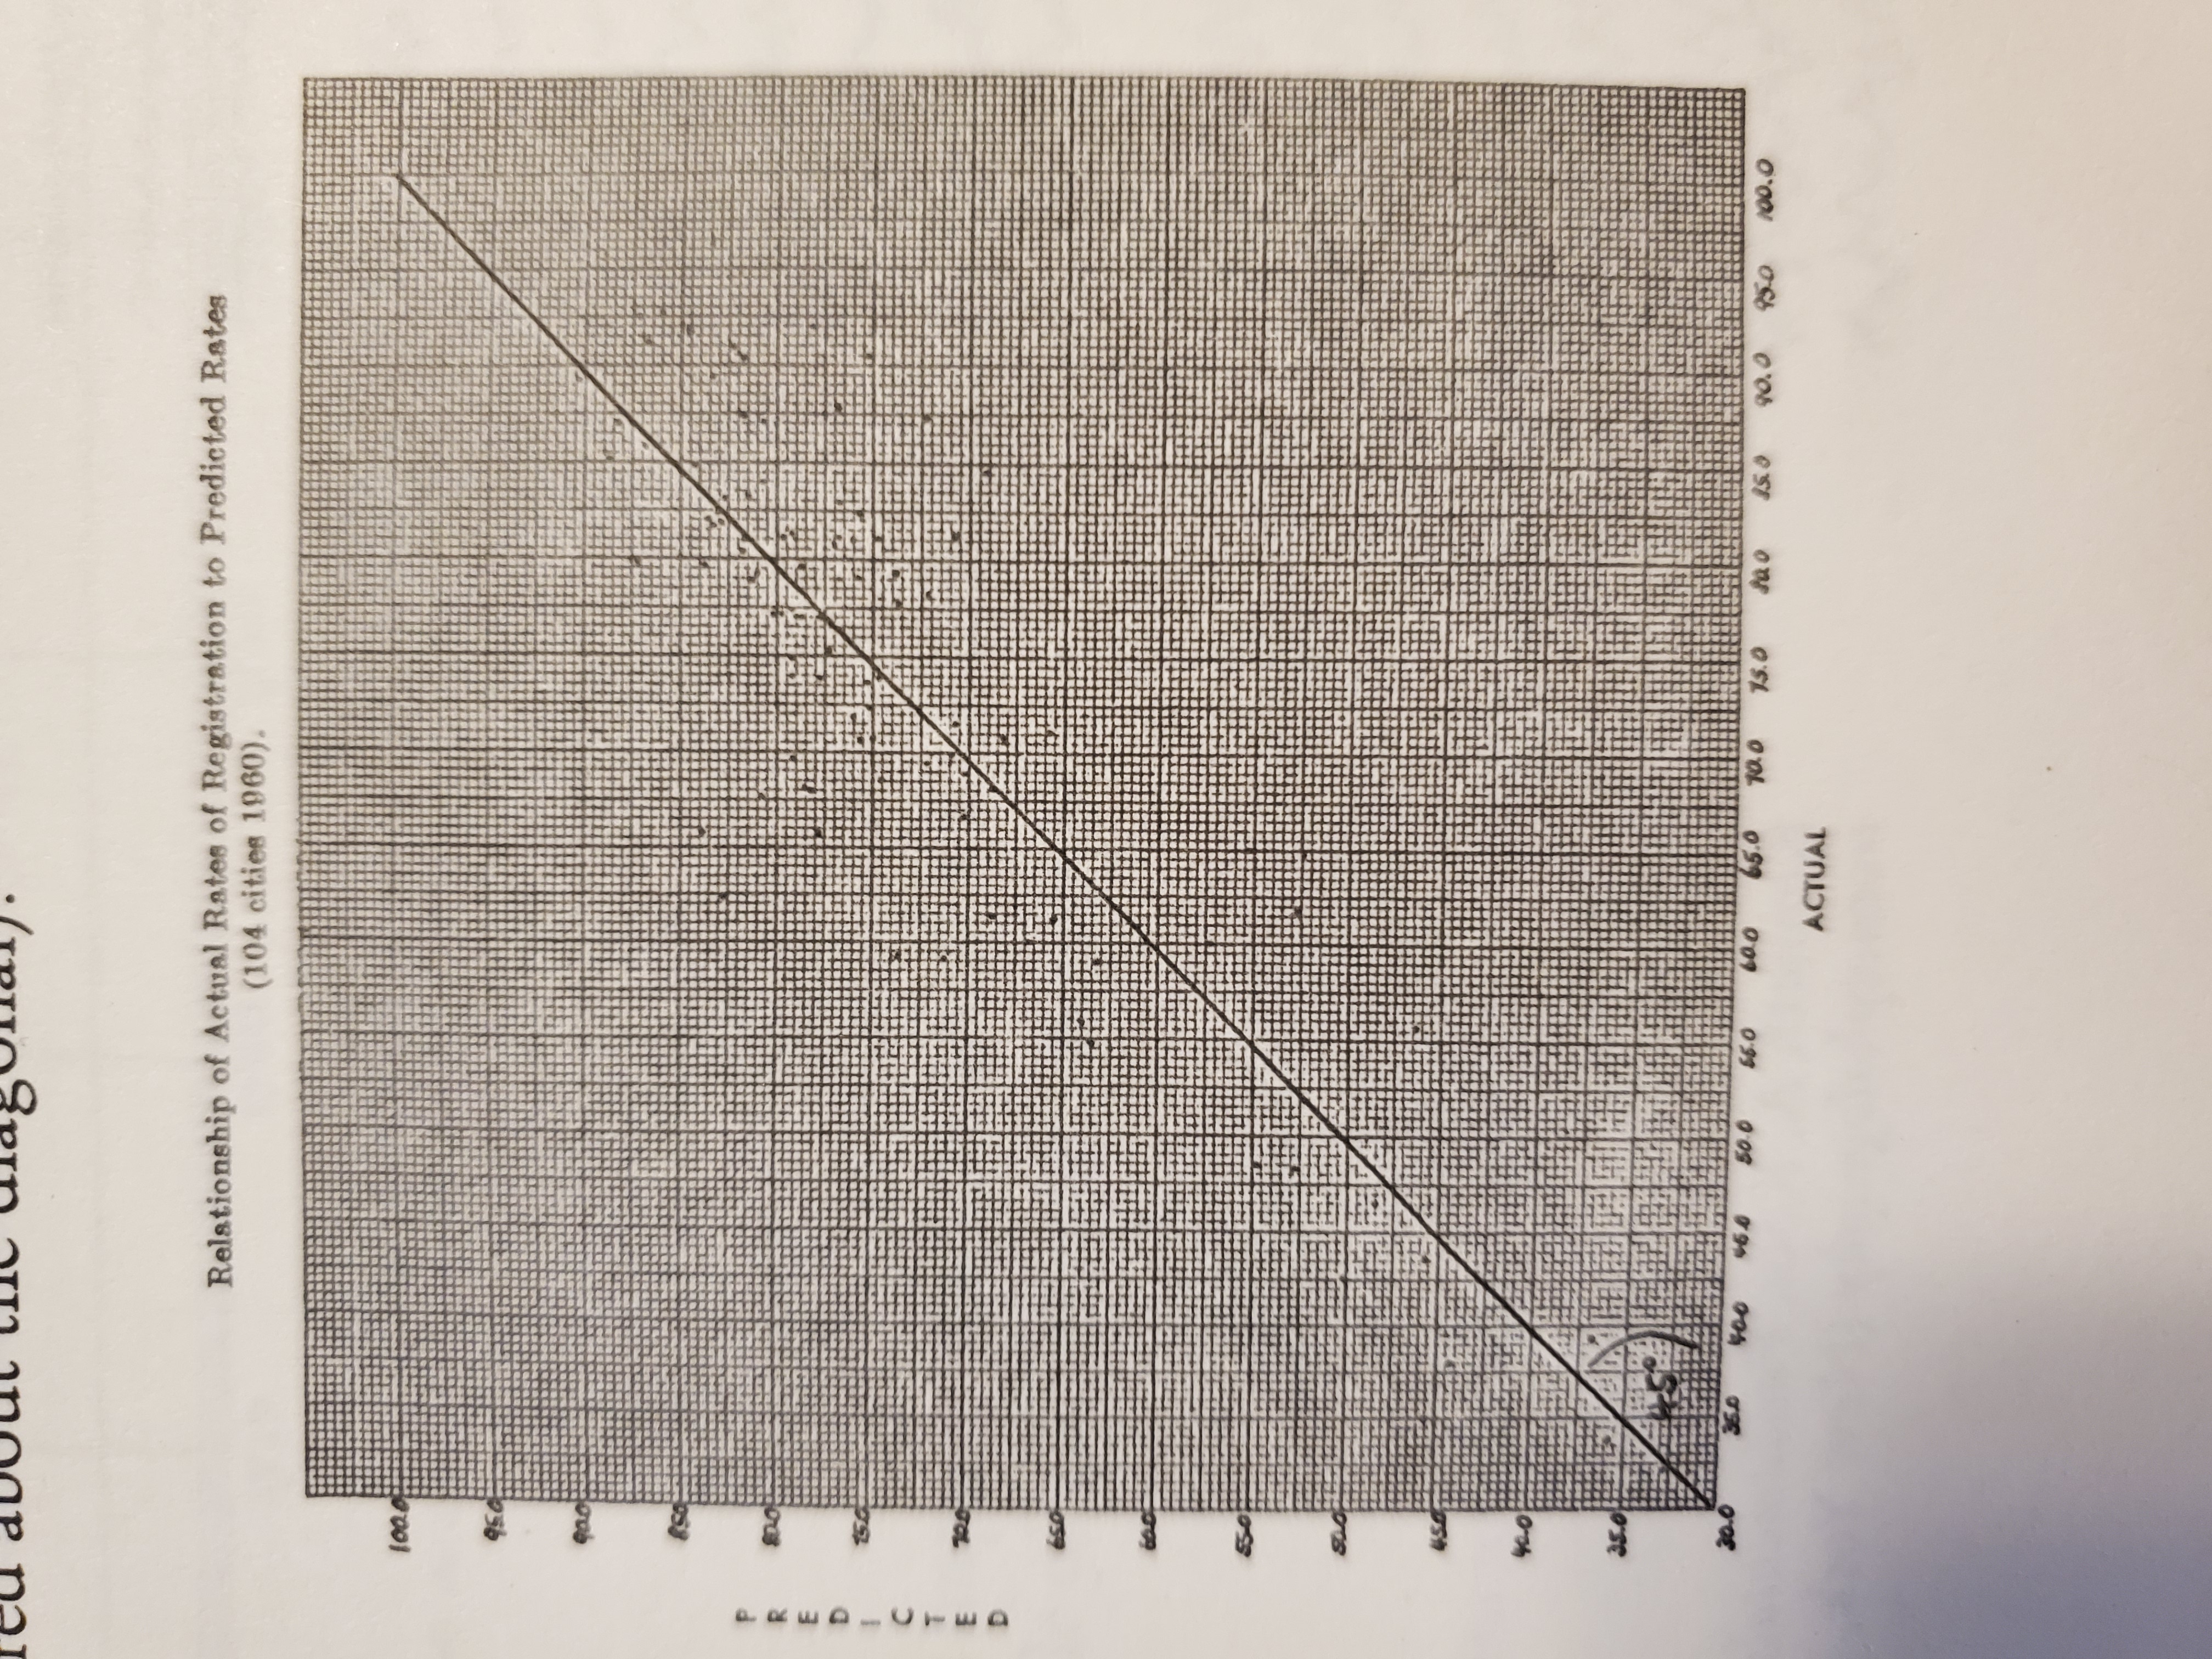 red about the diagonal).
Relationship of Actual Rates of Registration to Predicted Rates
(104 cities 1960).
100.0
95.0
90.0
85.0
80.0
75.0
70.0
65.0
60.0
55.0
50.0
45.0
40.0
35.0
30.0
PREDICTED
45°
35.0 40.0 45.0 50.0 55.0 60.0 65.0 70.0 75.0 80.0 85.0 90.0 95.0 100.0
ACTUAL